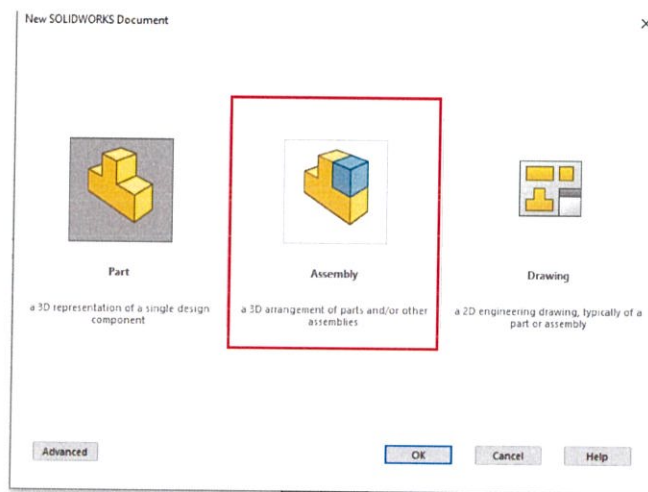 New SOLIDWORKS Document
Part
a 3D representation of a single design
component
Assembly
a 3D arrangement of parts and/or other
assemblies
Drawing
a 2D engineering drawing, typically of a
part or assembly
Advanced
OK
Cancel
Help